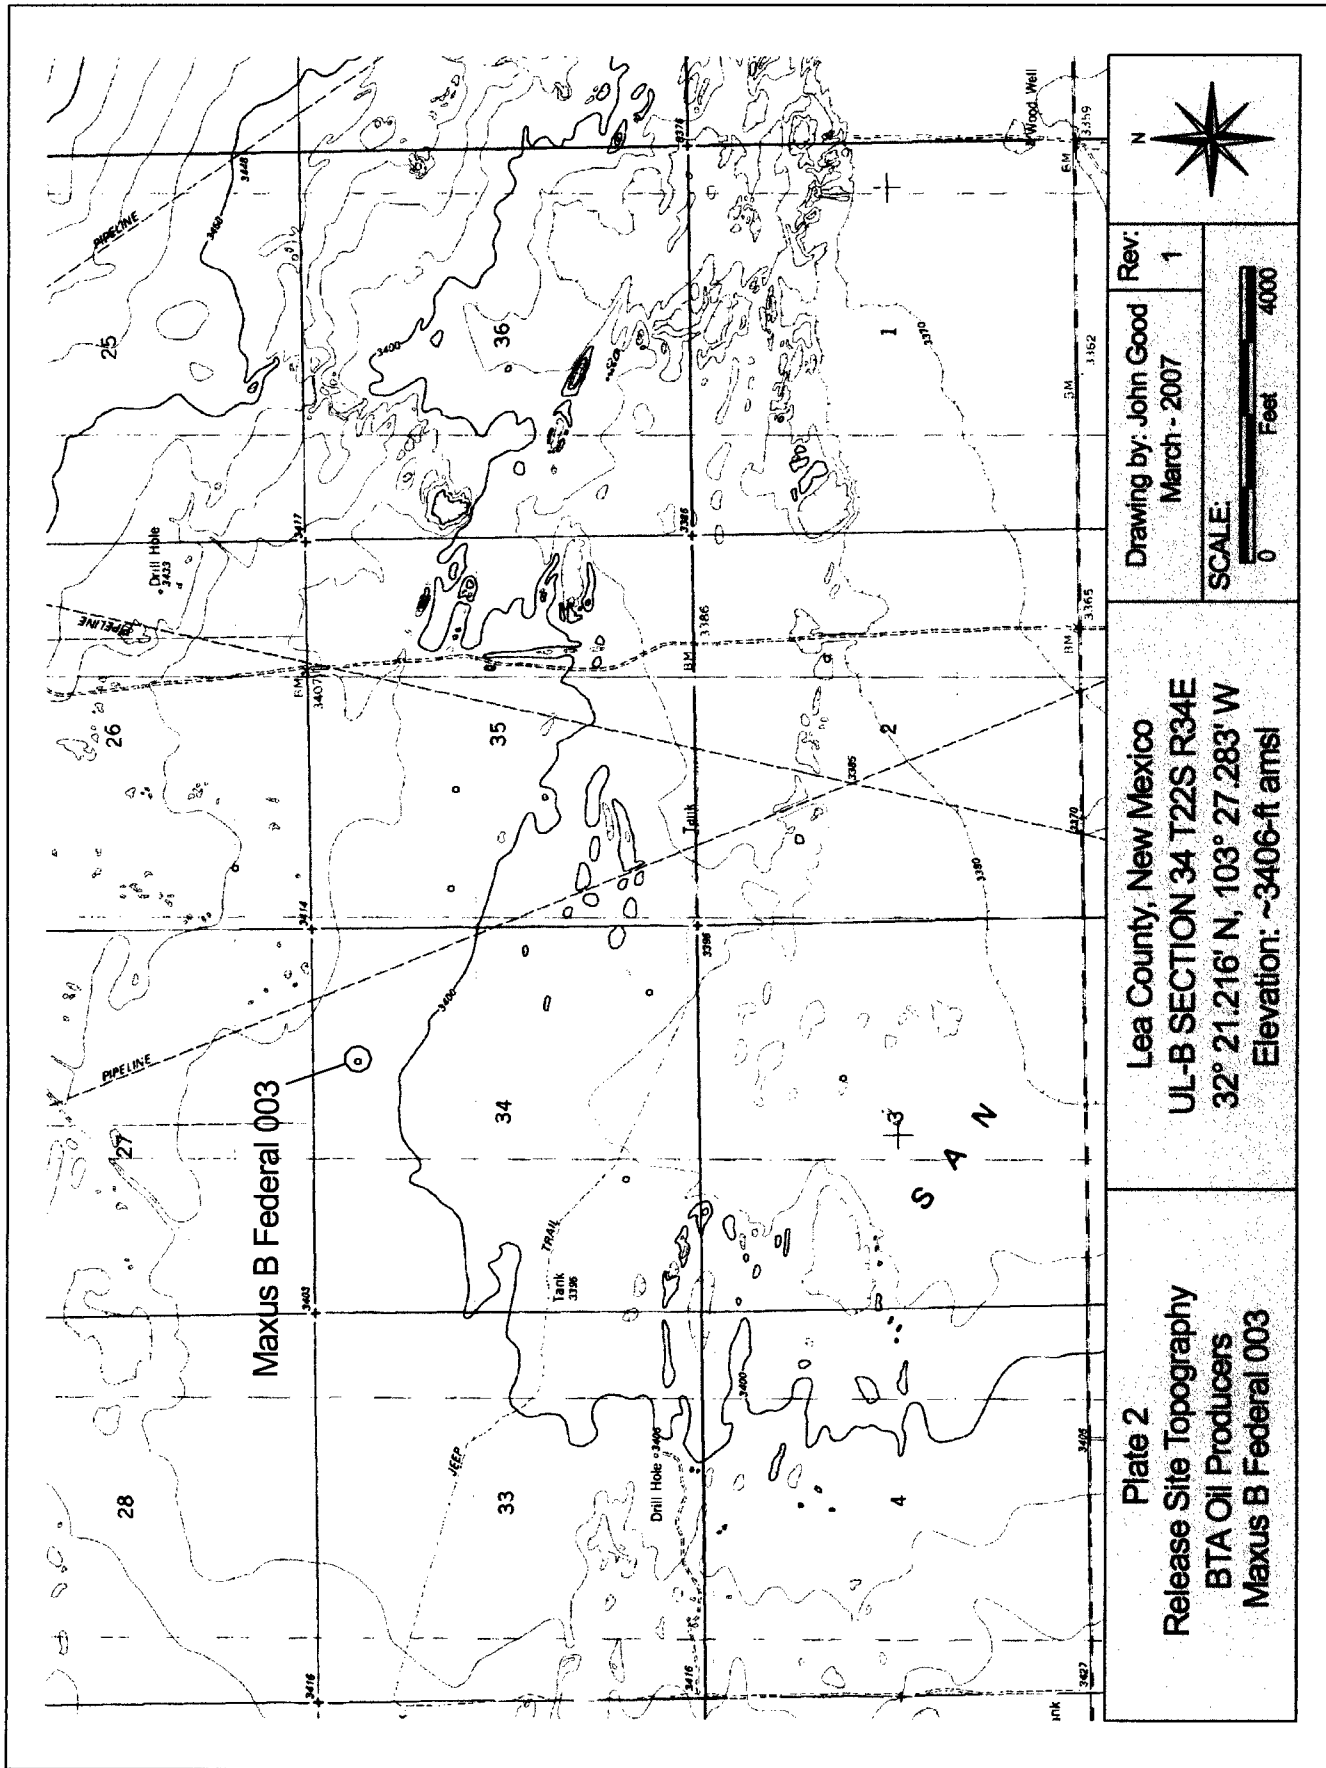 PIPELINE
3448
3450
25
26
PIPELINE
Drill Hole
3433
27
PIPELINE
28
3417
BM
3407
3414
3403
3416
Maxus B Federal 003
3400
36
35
3400
34
33
JEEP
TRAIL
Tank
3396
Drill Hole
3376
3386
BM
3386
3396
3416
3400
Wood Well
1
2
3
4
3370
3385
3380
S A N
BM
3359
BM
3362
BM
3365
3370
3405
3427
Plate 2
Release Site Topography
BTA Oil Producers
Maxus B Federal 003
Lea County, New Mexico
UL-B SECTION 34 T22S R34E
32° 21.216' N, 103° 27.283' W
Elevation: ~3406-ft amsl
Drawing by: John Good
March - 2007
Rev:
1
SCALE:
0
Feet
4000
N